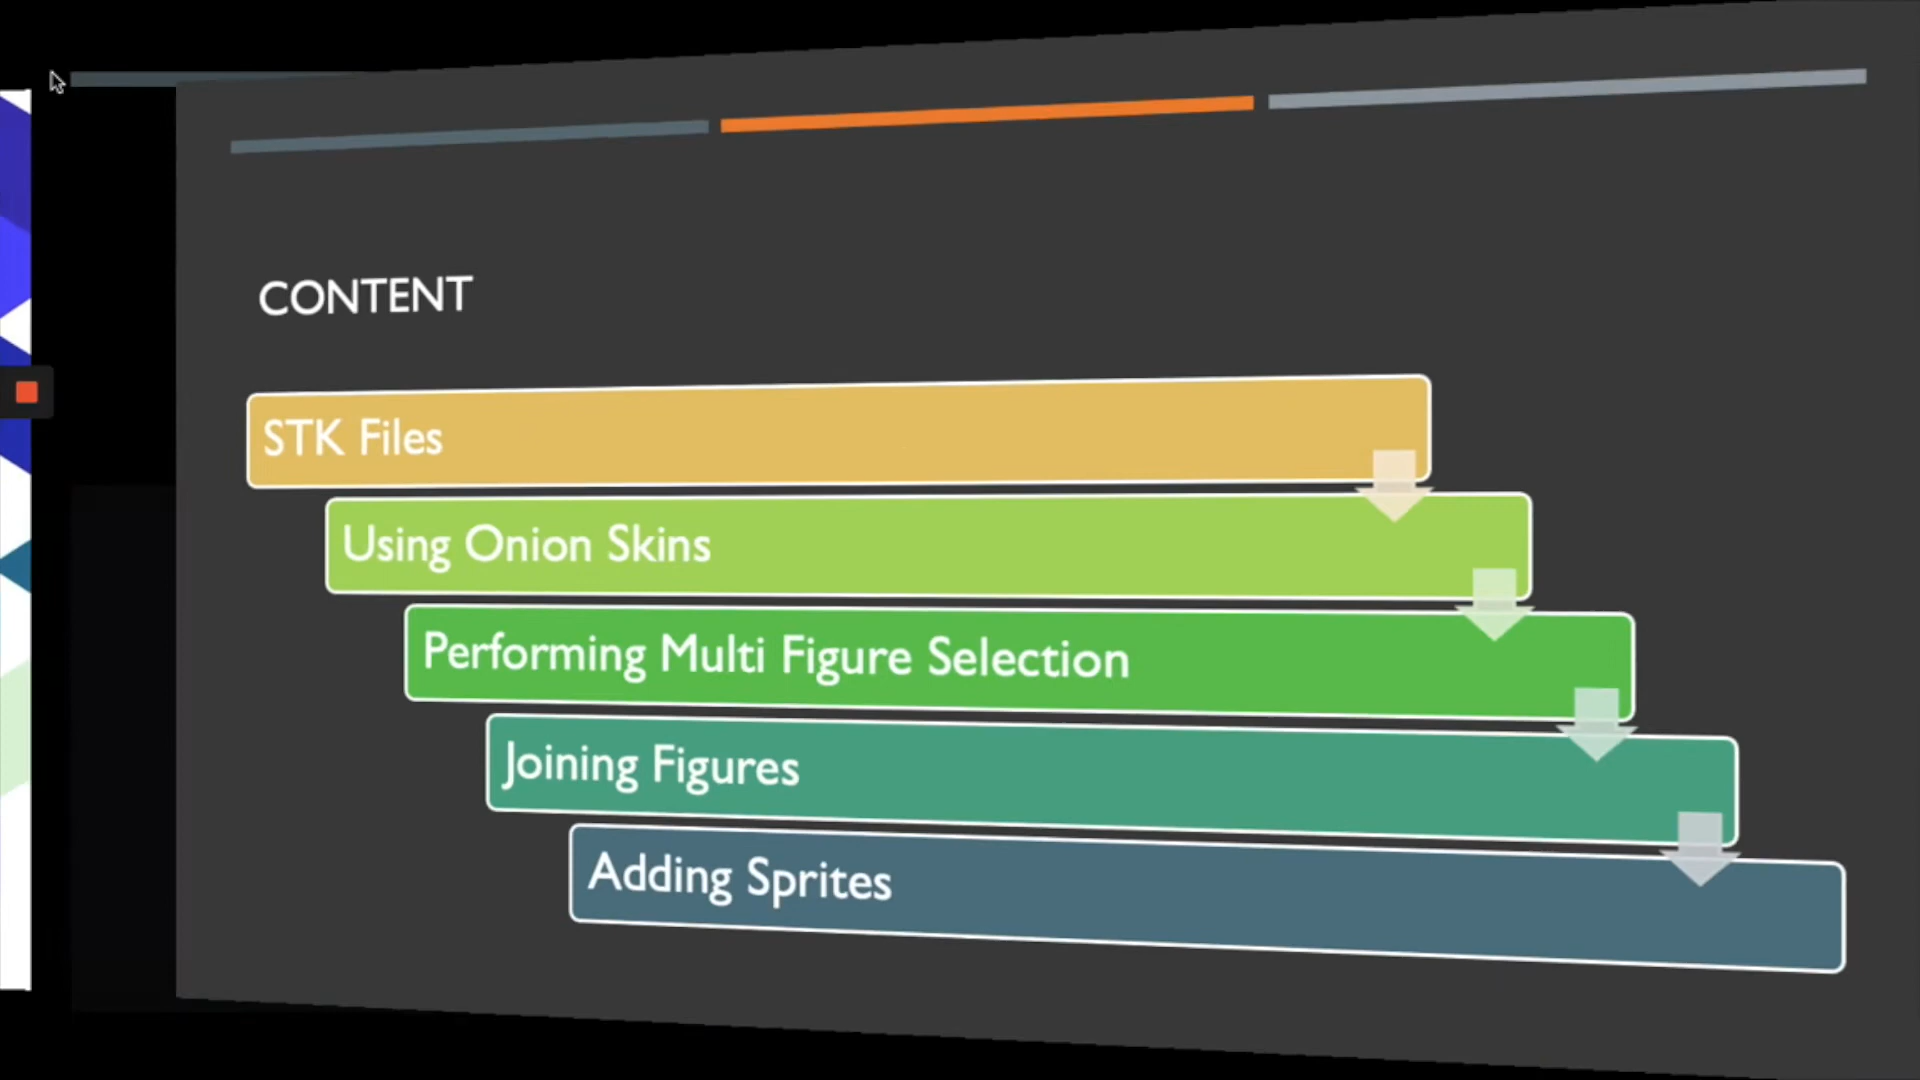 CONTENT
STK Files
Using Onion Skins
Performing Multi Figure Selection
Joining Figures
Adding Sprites